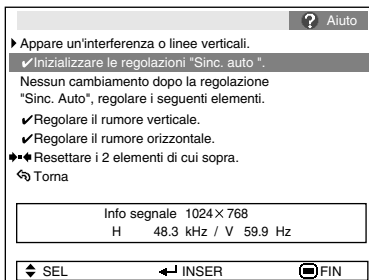 ? Aiuto
Appare un'interferenza o linee verticali.
✔Inizializzare le regolazioni "Sinc. auto ".
Nessun cambiamento dopo la regolazione
"Sinc. Auto", regolare i seguenti elementi.
✔Regolare il rumore verticale.
✔Regolare il rumore orizzontale.
Resettare i 2 elementi di cui sopra.
Torna
Info segnale 1024×768
H 48.3 kHz / V 59.9 Hz
SEL INSER FIN